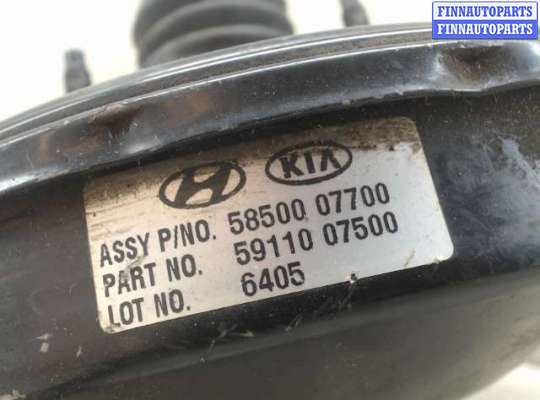 FINNAUTOPARTS
FINNAUTOPARTS
KIA
ASSY P/NO. 58500 07700
PART NO. 59110 07500
LOT NO. 6405